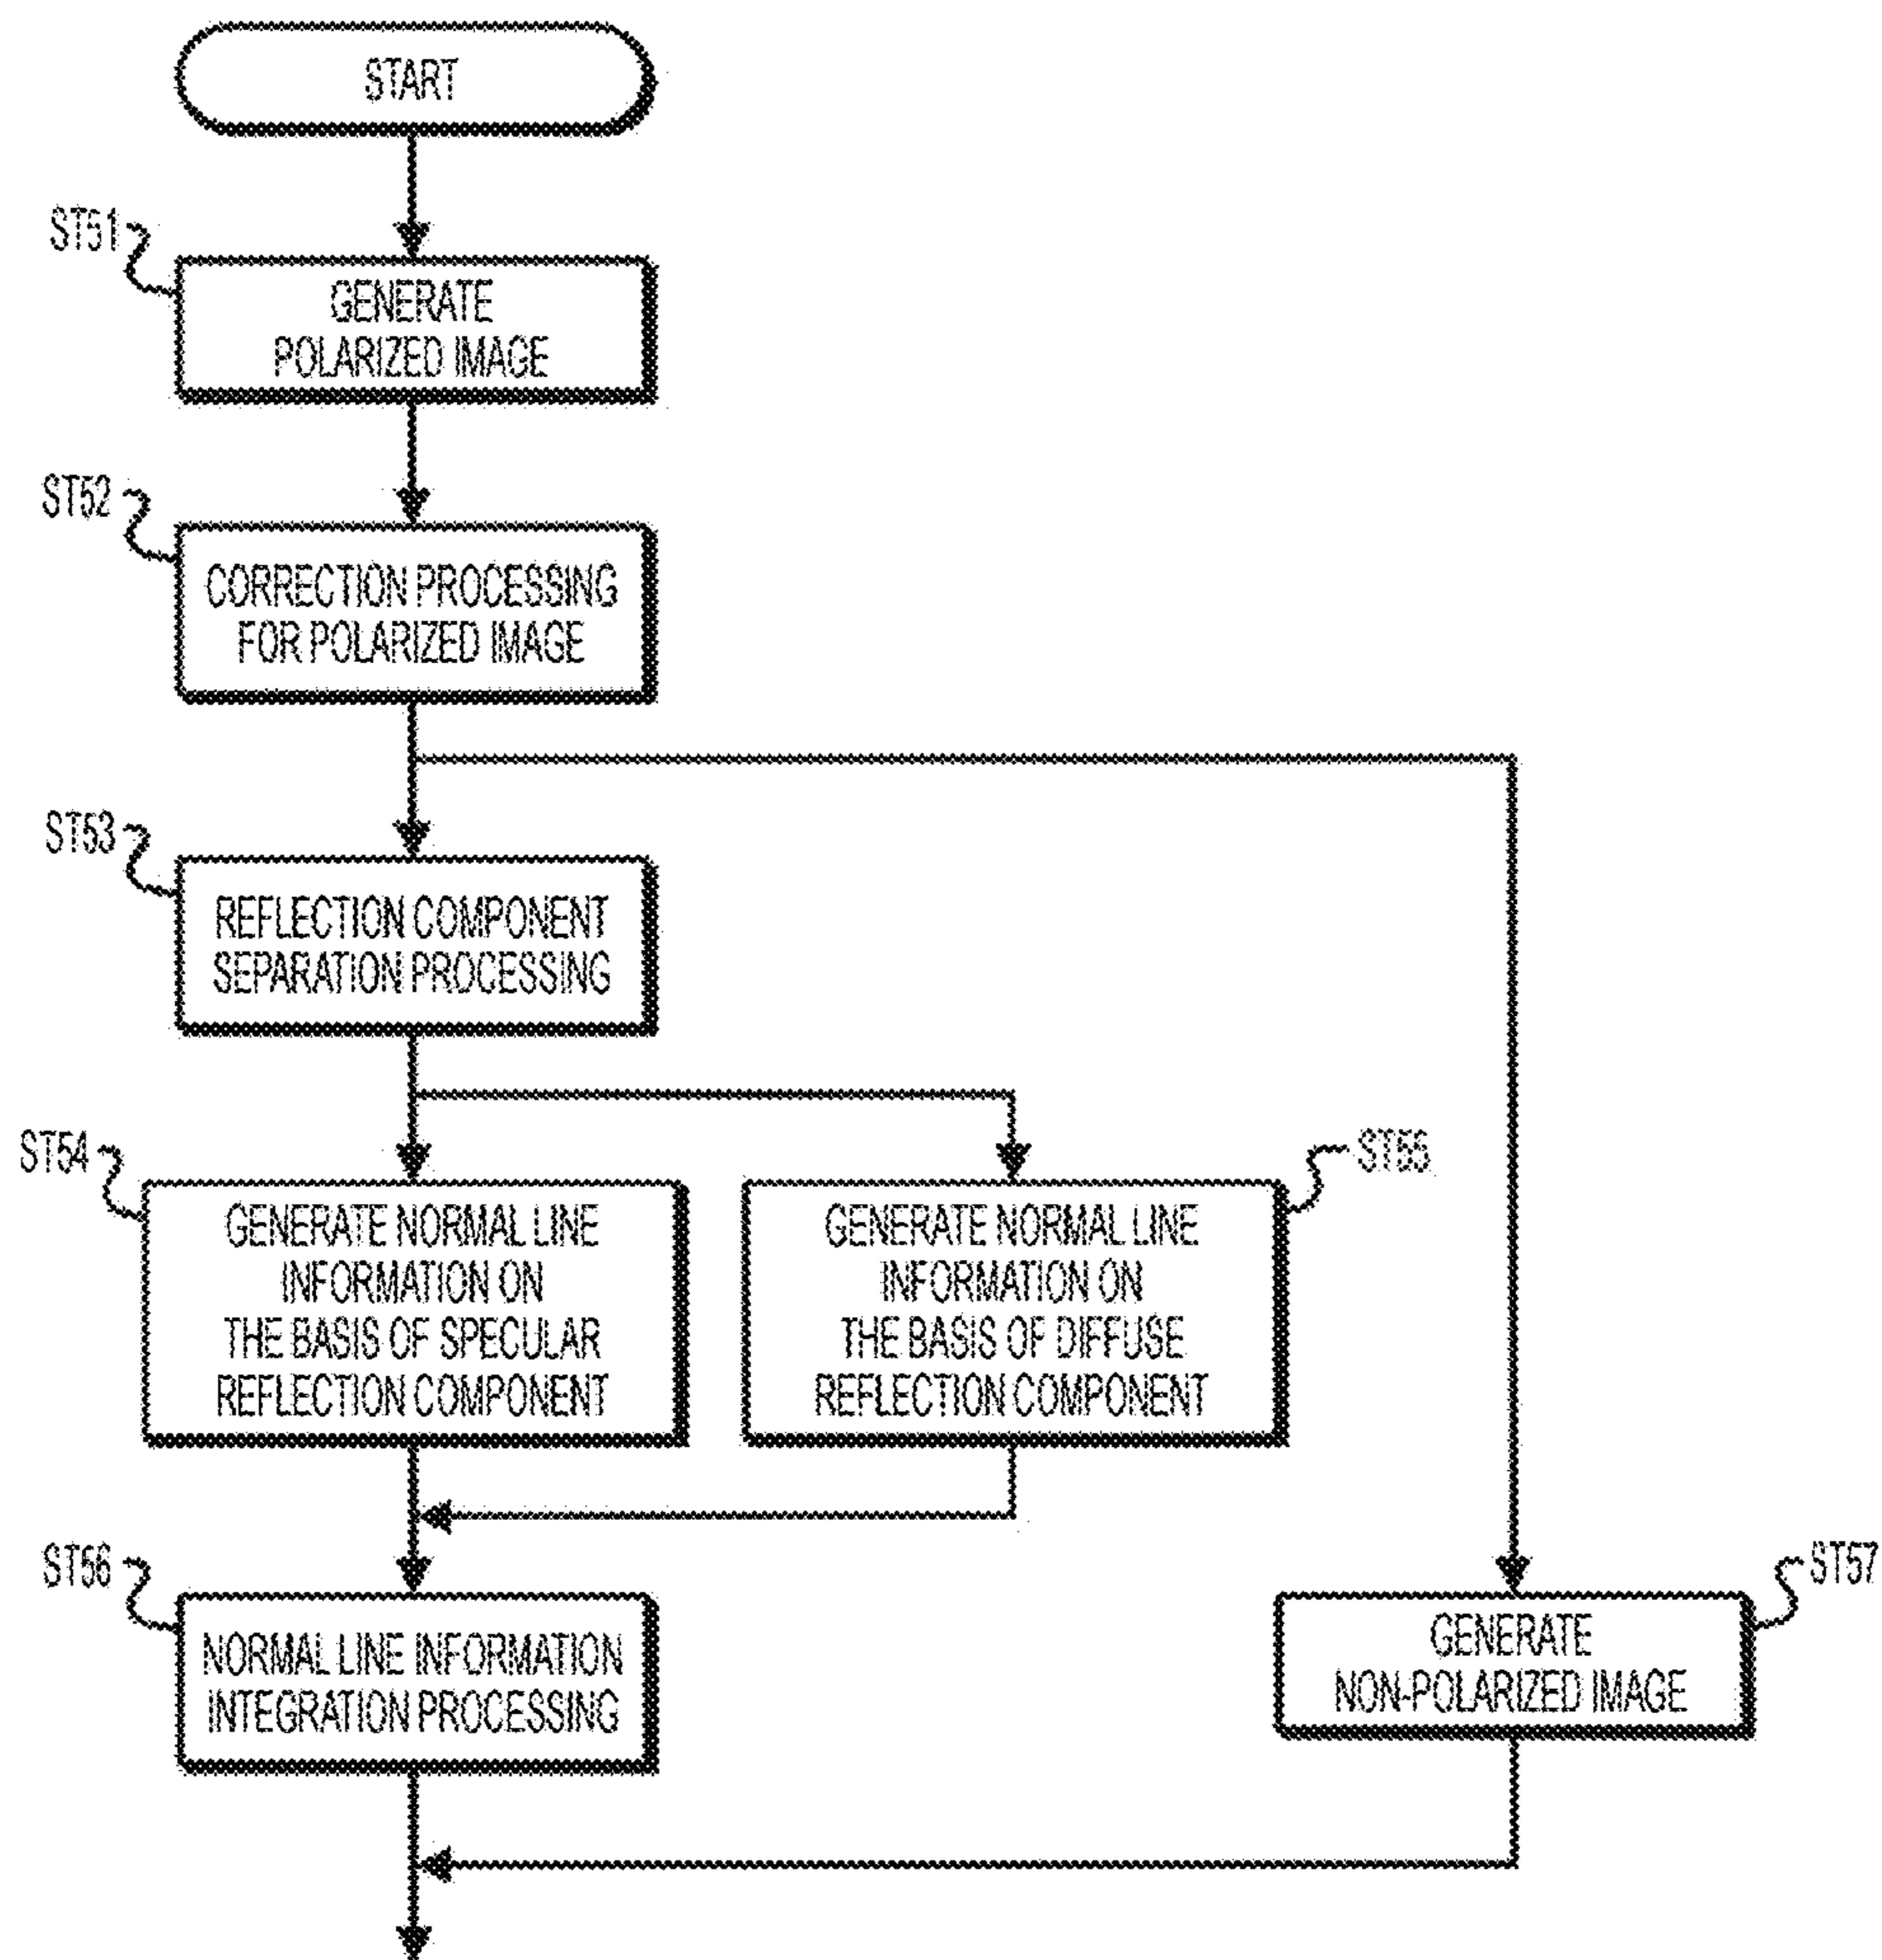 START
ST51
GENERATE
POLARIZED IMAGE
ST52
CORRECTION PROCESSING
FOR POLARIZED IMAGE
ST53
REFLECTION COMPONENT
SEPARATION PROCESSING
ST54
GENERATE NORMAL LINE
INFORMATION ON
THE BASIS OF SPECULAR
REFLECTION COMPONENT
ST55
GENERATE NORMAL LINE
INFORMATION ON
THE BASIS OF DIFFUSE
REFLECTION COMPONENT
ST56
NORMAL LINE INFORMATION
INTEGRATION PROCESSING
ST57
GENERATE
NON-POLARIZED IMAGE